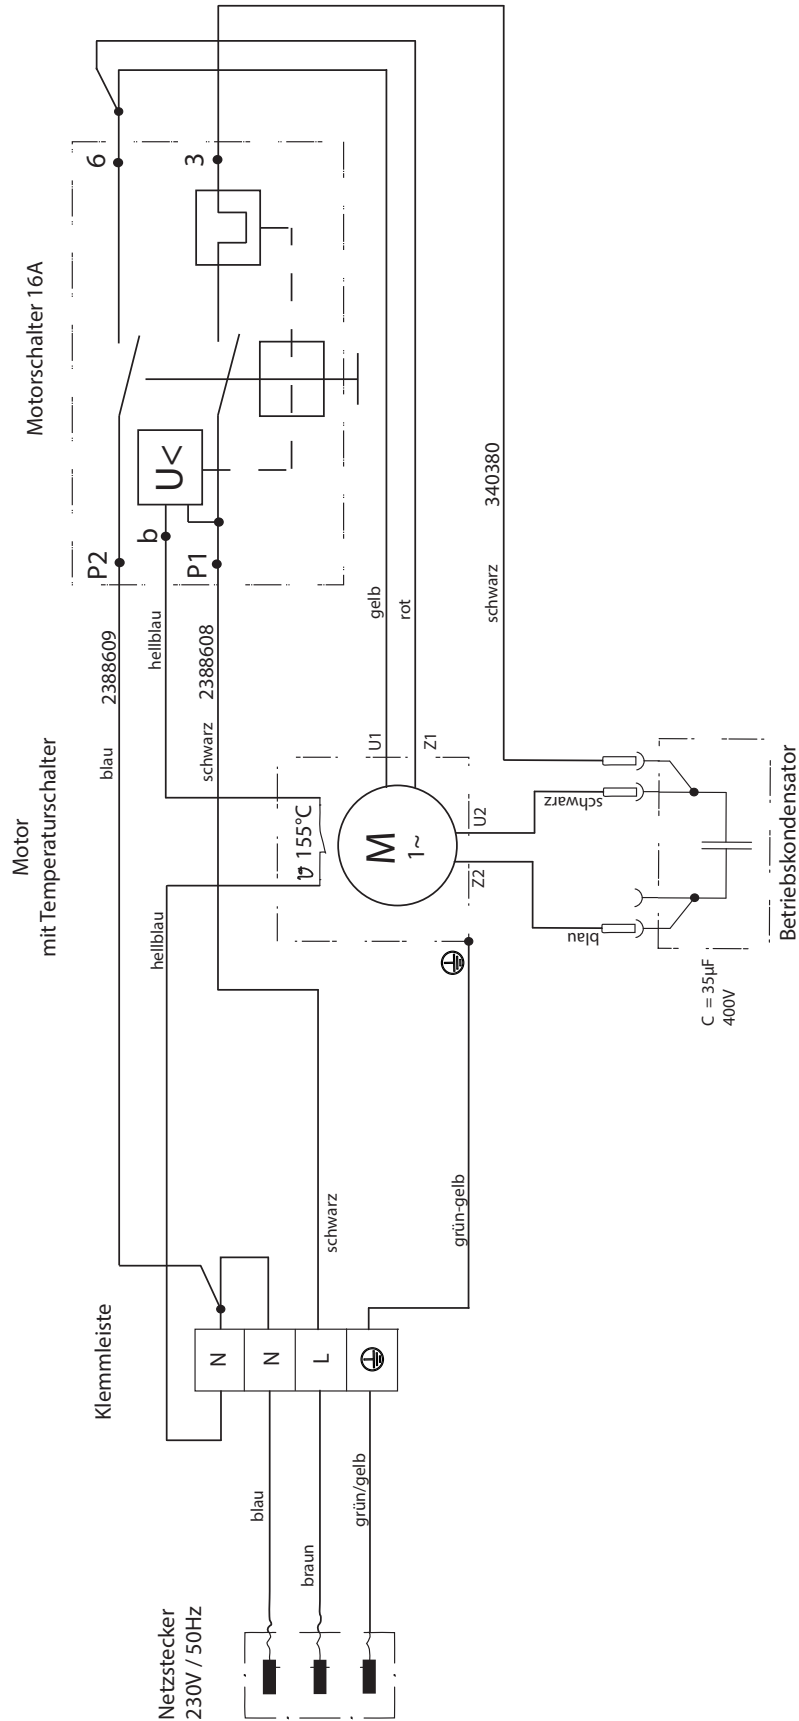 Netzstecker
230V / 50Hz
blau
braun
grün/gelb
Klemmleiste
N
N
L
hellblau
schwarz
grün-gelb
Motor
mit Temperaturschalter
blau
2388609
hellblau
schwarz
2388608
ϑ 155°C
M
1~
U1
Z1
U2
Z2
gelb
rot
schwarz
340380
Motorschalter 16A
P2
b
P1
U<
6
3
schwarz
blau
C = 35µF
400V
Betriebskondensator